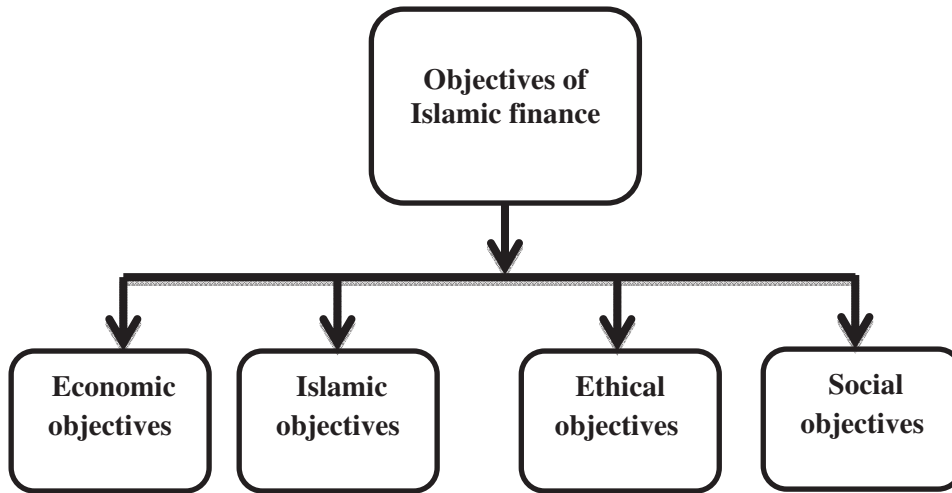 Objectives of
Islamic finance
Economic
objectives
Islamic
objectives
Ethical
objectives
Social
objectives